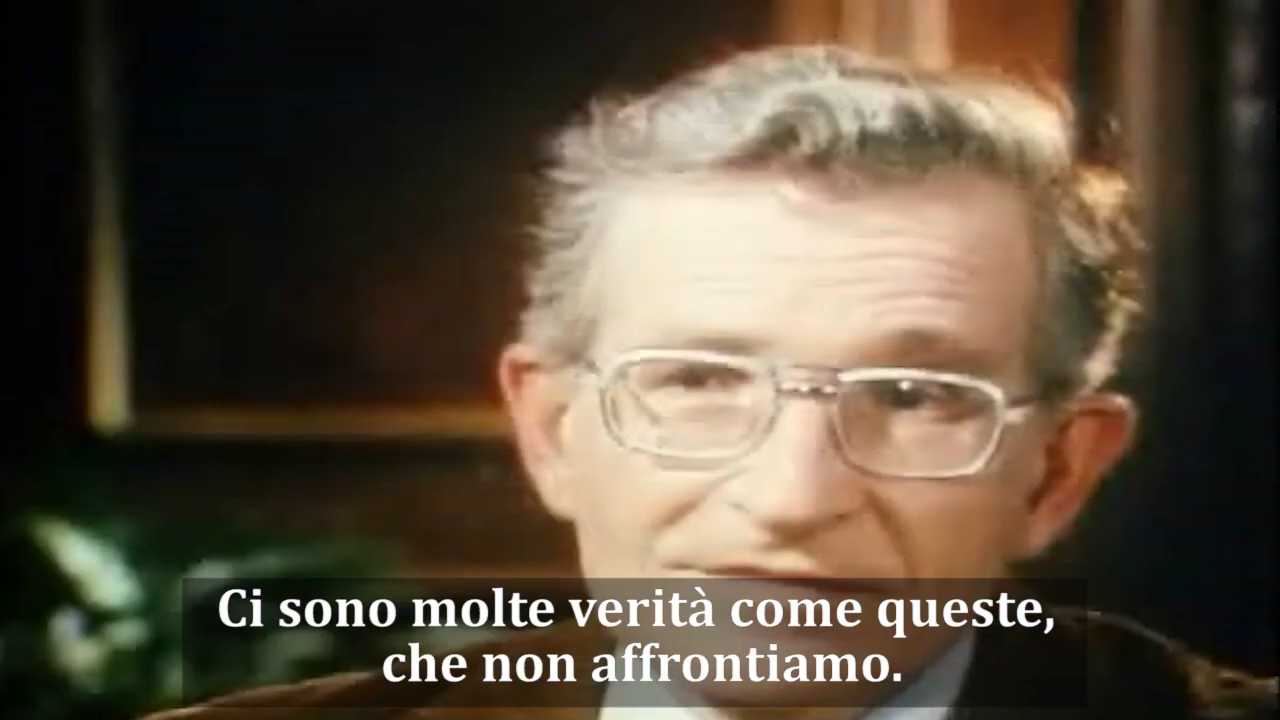 Ci sono molte verità come queste,
che non affrontiamo.